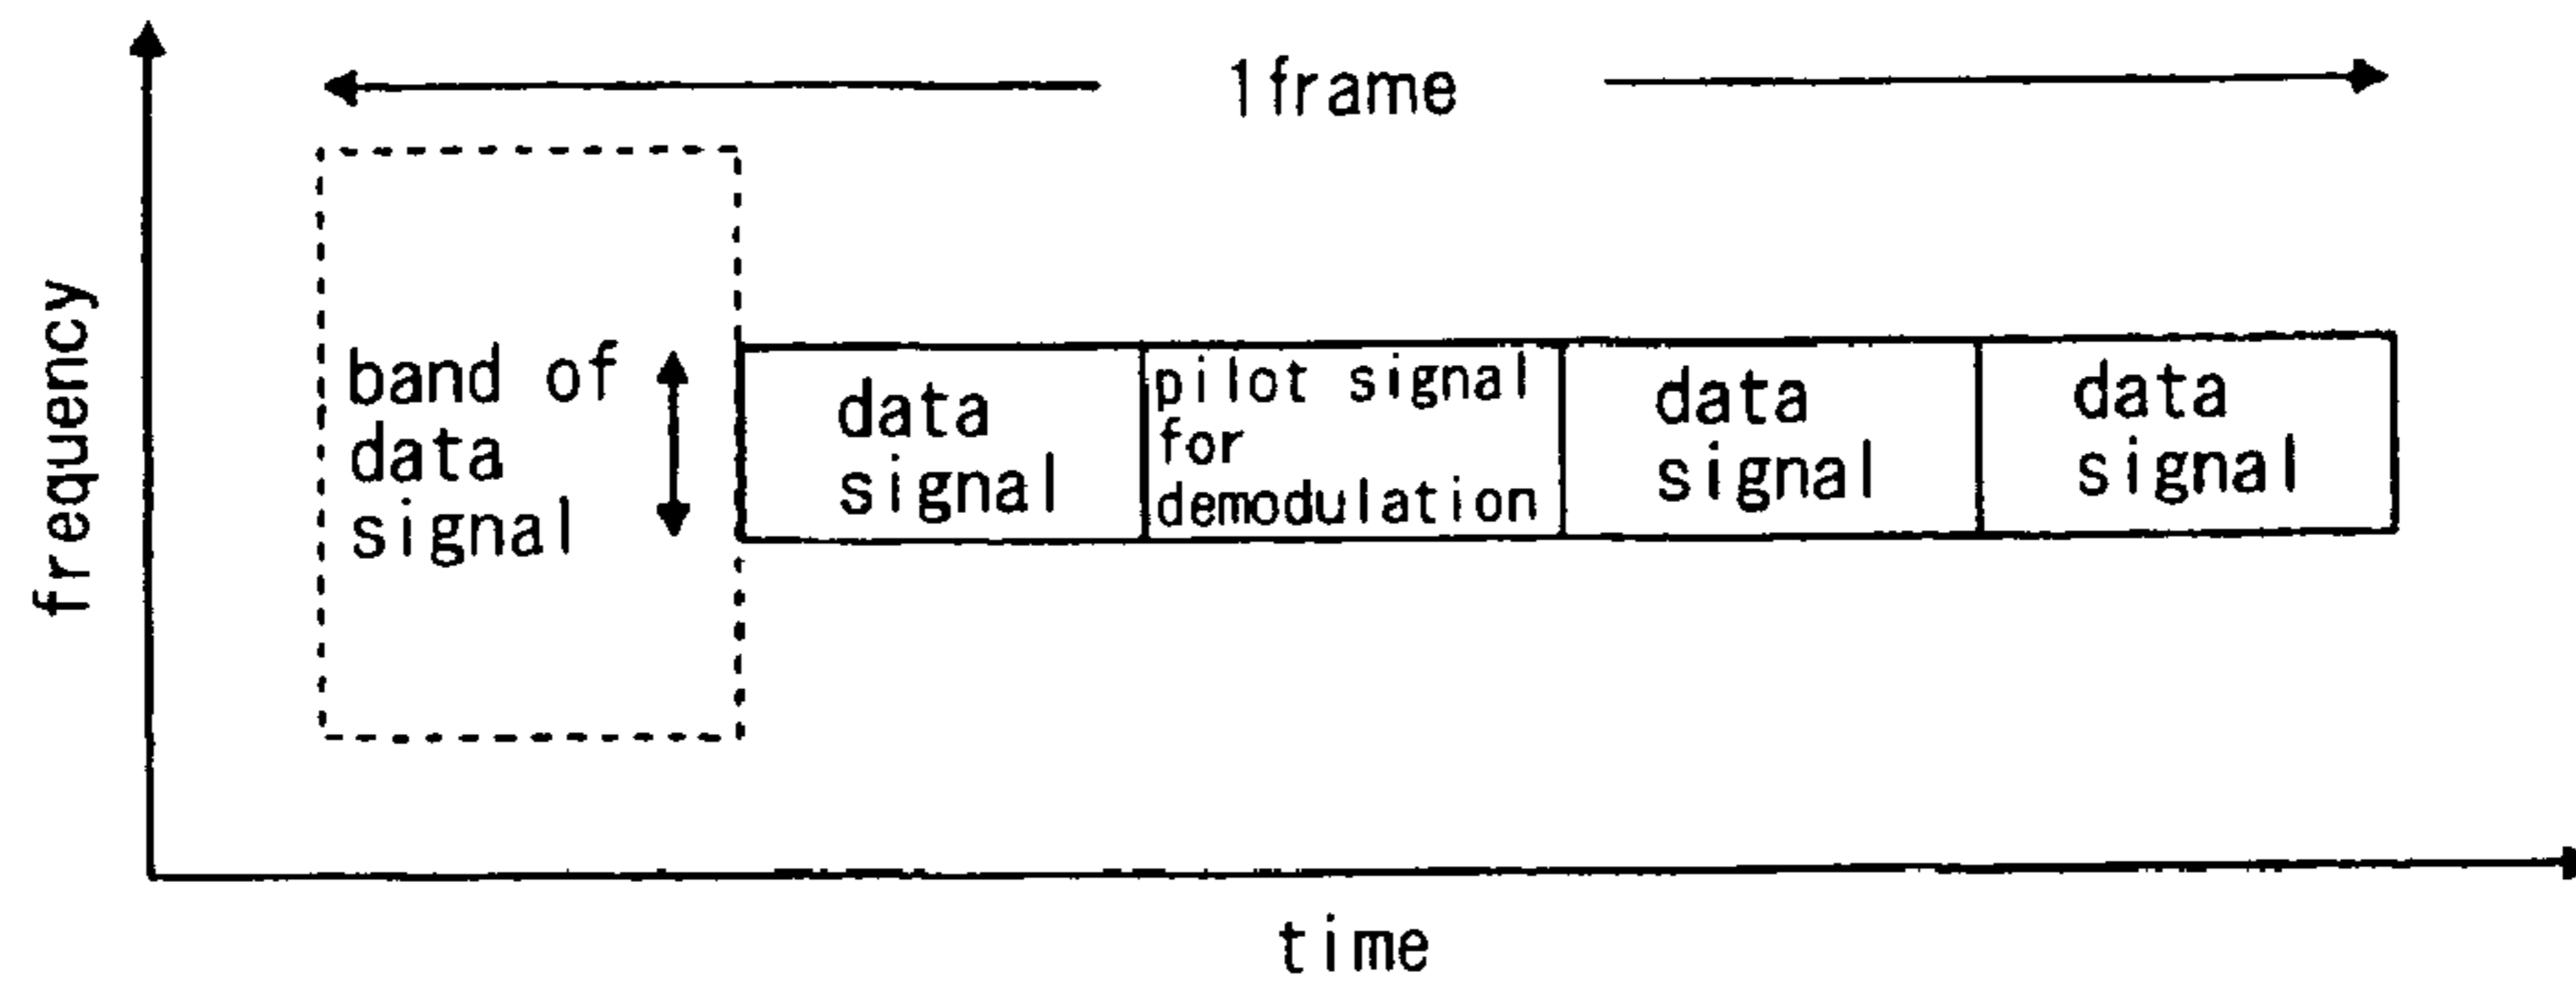 1frame
frequency
band of
data
signal
data
signal
pilot signal
for
demodulation
data
signal
data
signal
time